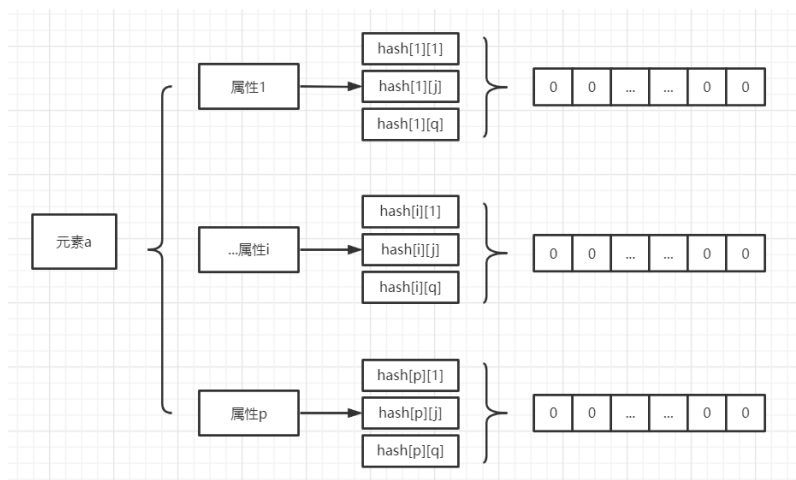 hash[1][1]
属性1
hash[1][j]
0 0 ... ... 0 0
hash[1][q]
hash[i][1]
元素a
...属性i
hash[i][j]
0 0 ... ... 0 0
hash[i][q]
hash[p][1]
属性p
hash[p][j]
0 0 ... ... 0 0
hash[p][q]